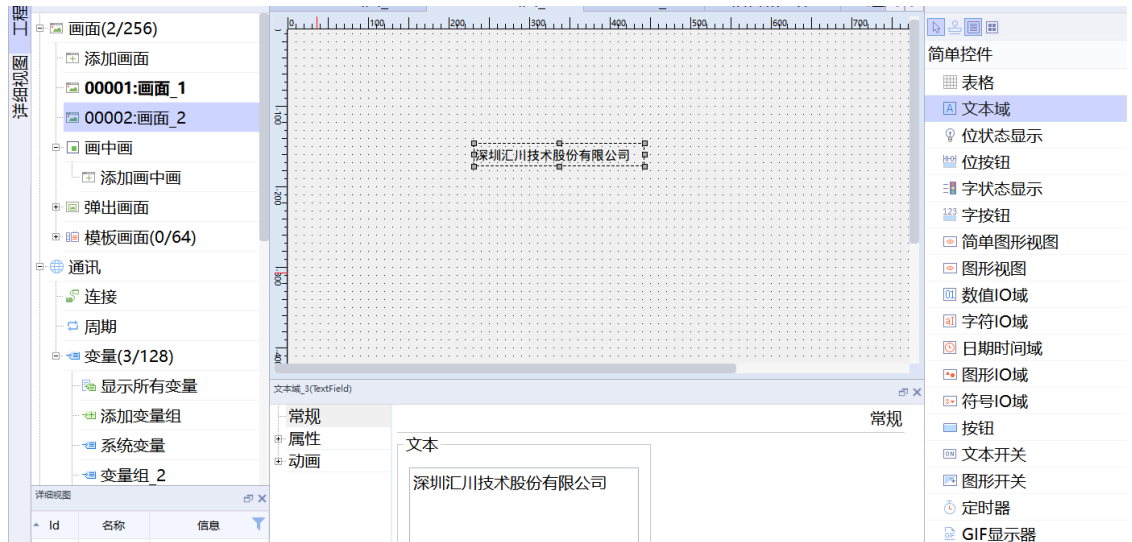 工程
详细视图
画面(2/256)
添加画面
00001:画面_1
00002:画面_2
画中画
添加画中画
弹出画面
模板画面(0/64)
通讯
连接
周期
变量(3/128)
显示所有变量
添加变量组
系统变量
变量组_2
详细视图
Id 名称 信息
0 100 200 300 400 500 600 700
100
200
300
400
深圳汇川技术股份有限公司
文本域_3(TextField)
常规
属性
动画
常规
文本
深圳汇川技术股份有限公司
简单控件
表格
A 文本域
位状态显示
位按钮
字状态显示
123 字按钮
简单图形视图
图形视图
01 数值IO域
aI 字符IO域
日期时间域
图形IO域
符号IO域
按钮
ON 文本开关
图形开关
定时器
GIF显示器